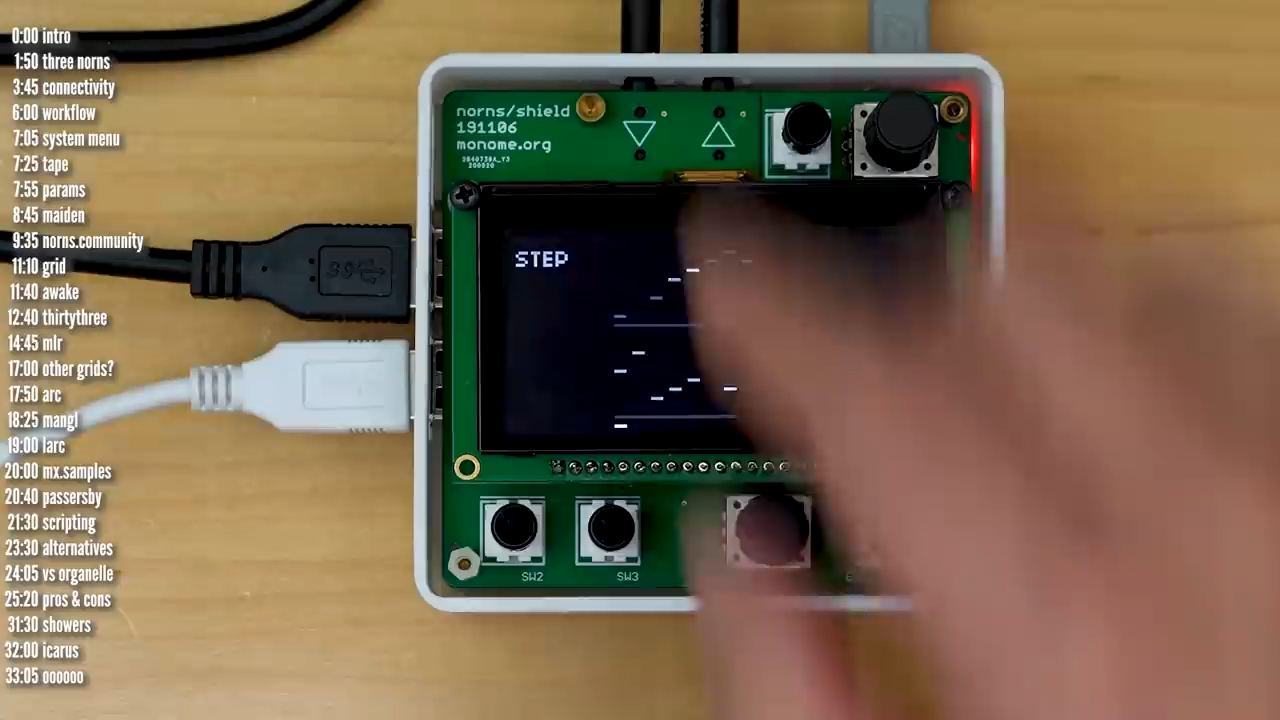 0:00 intro
1:50 three norns
3:45 connectivity
6:00 workflow
7:05 system menu
7:25 tape
7:55 params
8:45 maiden
9:35 norns.community
11:10 grid
11:40 awake
12:40 thirtythree
14:45 mlr
17:00 other grids?
17:50 arc
18:25 mangl
19:00 larc
20:00 mx.samples
20:40 passersby
21:30 scripting
23:30 alternatives
24:05 vs organelle
25:20 pros & cons
31:30 showers
32:00 icarus
33:05 oooooo
norns/shield
191106
monome.org
STEP
SW2
SW3